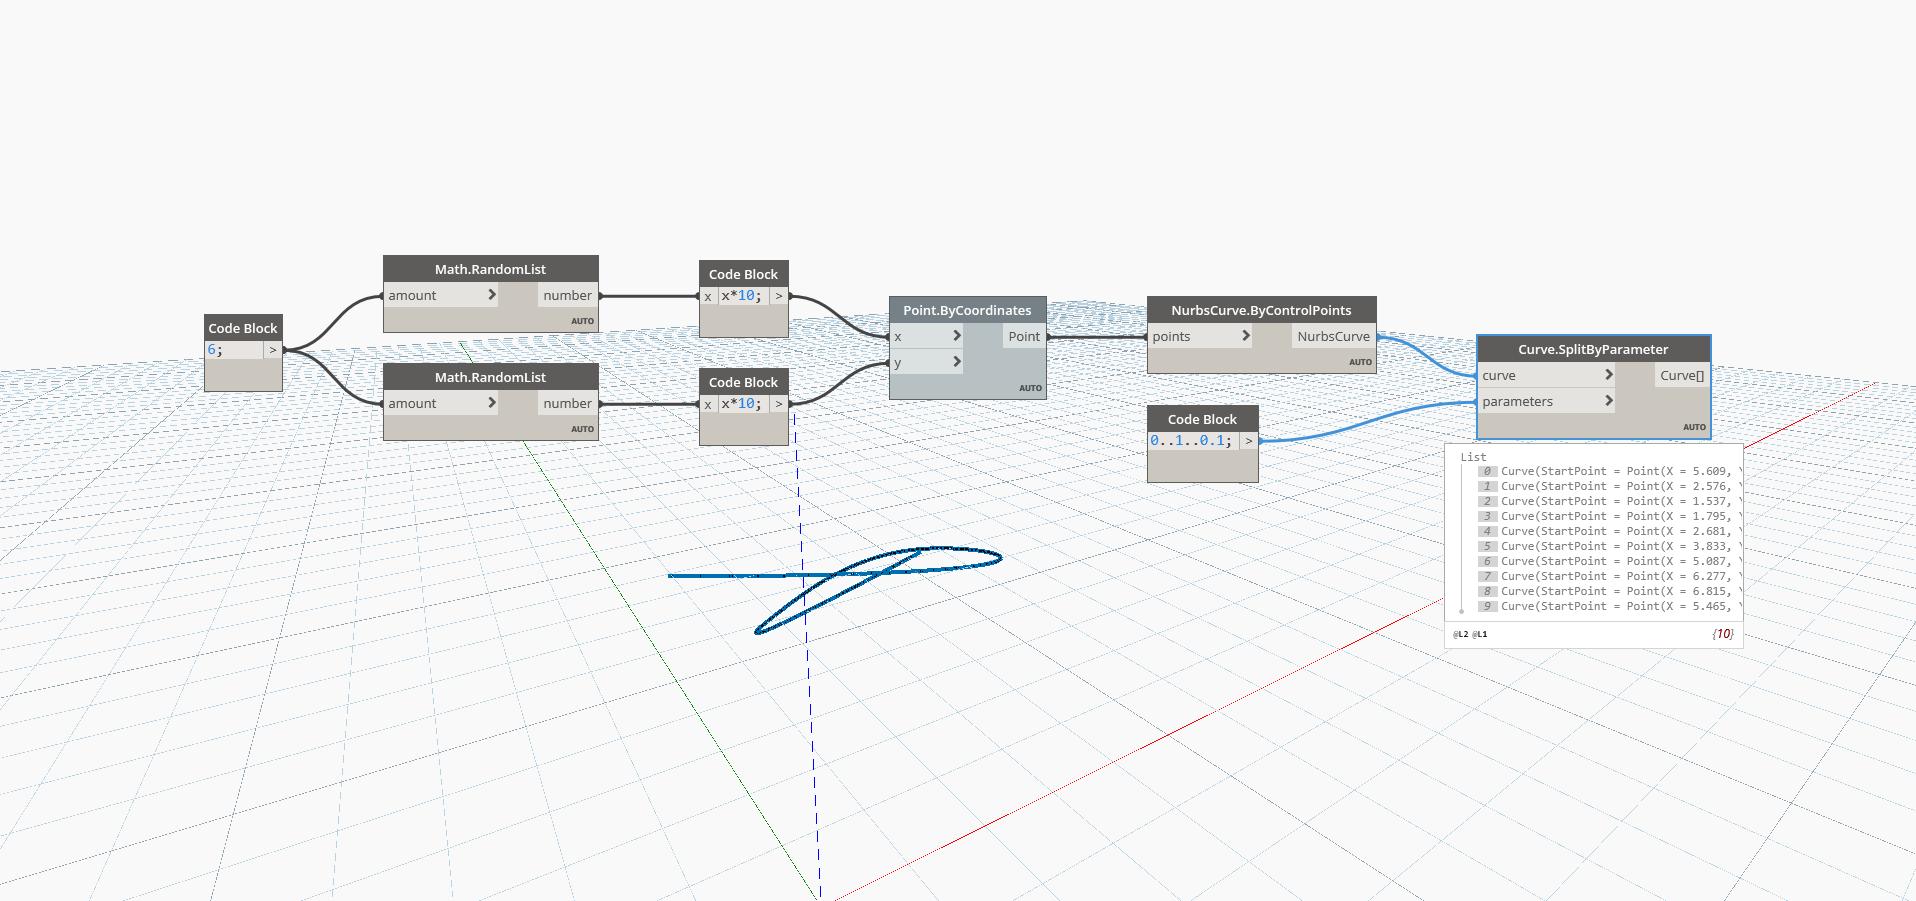 Code Block
6; >
Math.RandomList
amount > number
AUTO
Math.RandomList
amount > number
AUTO
Code Block
x x*10; >
Code Block
x x*10; >
Point.ByCoordinates
x > Point
y >
AUTO
NurbsCurve.ByControlPoints
points > NurbsCurve
AUTO
Code Block
0..1..0.1; >
Curve.SplitByParameter
curve > Curve[]
parameters >
AUTO
List
0 Curve(StartPoint = Point(X = 5.609,
1 Curve(StartPoint = Point(X = 2.576,
2 Curve(StartPoint = Point(X = 1.537,
3 Curve(StartPoint = Point(X = 1.795,
4 Curve(StartPoint = Point(X = 2.681,
5 Curve(StartPoint = Point(X = 3.833,
6 Curve(StartPoint = Point(X = 5.087,
7 Curve(StartPoint = Point(X = 6.277,
8 Curve(StartPoint = Point(X = 6.815,
9 Curve(StartPoint = Point(X = 5.465,
@L2 @L1 {10}